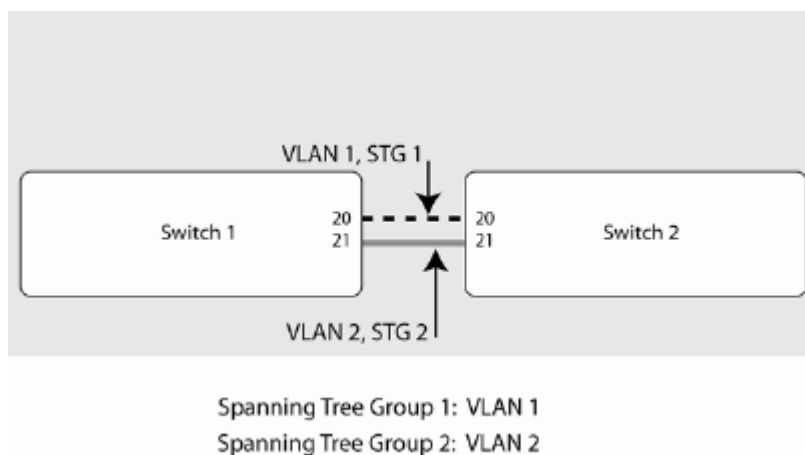 VLAN 1, STG 1
Switch 1
20
21
20
21
Switch 2
VLAN 2, STG 2
Spanning Tree Group 1: VLAN 1
Spanning Tree Group 2: VLAN 2